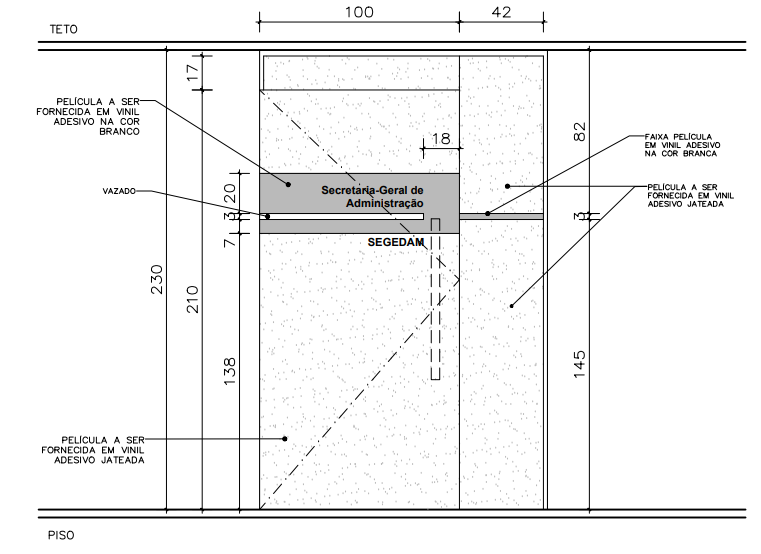 100
42
TETO
17
PELÍCULA A SER
FORNECIDA EM VINIL
ADESIVO NA COR
BRANCO
18
82
FAIXA PELÍCULA
EM VINIL ADESIVO
NA COR BRANCA
VAZADO
20
Secretaria-Geral de
Administração
PELÍCULA A SER
FORNECIDA EM VINIL
ADESIVO JATEADA
3
3
7
SEGEDAM
230
210
138
145
PELÍCULA A SER
FORNECIDA EM VINIL
ADESIVO JATEADA
PISO